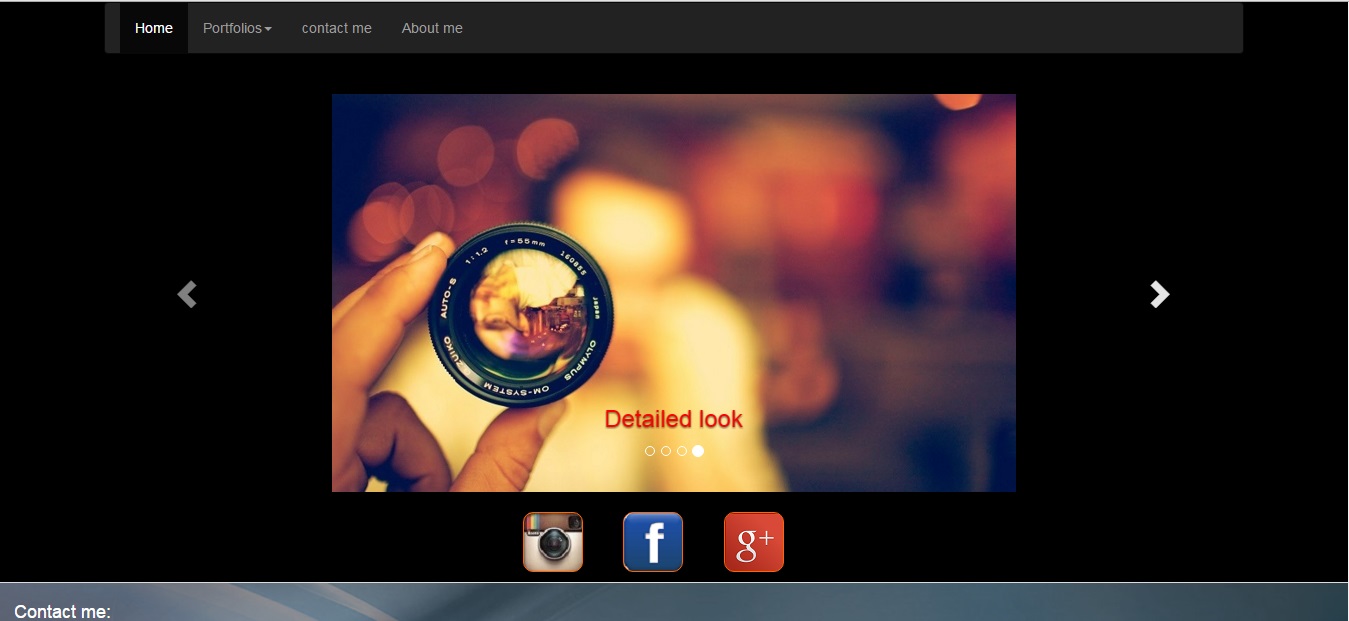 Home Portfolios contact me About me
1:1,2 f=55mm 160855 Japan
OLYMPUS OM-SYSTEM ZUIKO AUTO-S
Detailed look
f g+
Contact me: